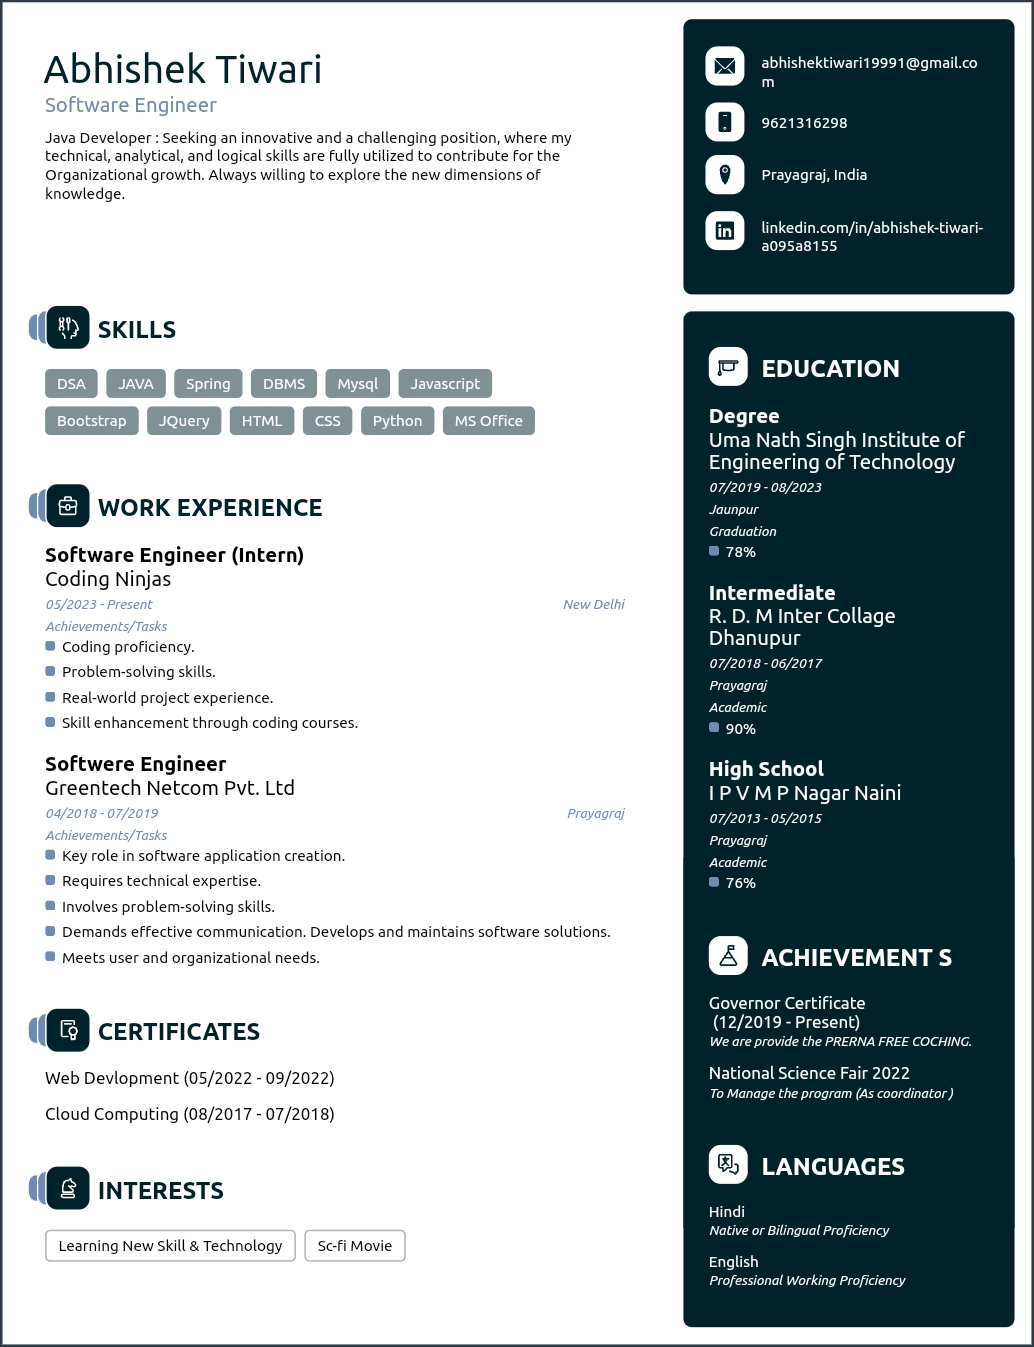 Abhishek Tiwari
Software Engineer
Java Developer : Seeking an innovative and a challenging position, where my
technical, analytical, and logical skills are fully utilized to contribute for the
Organizational growth. Always willing to explore the new dimensions of
knowledge.
abhishektiwari19991@gmail.co
m
9621316298
Prayagraj, India
linkedin.com/in/abhishek-tiwari-
a095a8155
SKILLS
DSA JAVA Spring DBMS Mysql Javascript
Bootstrap JQuery HTML CSS Python MS Office
WORK EXPERIENCE
Software Engineer (Intern)
Coding Ninjas
05/2023 - Present New Delhi
Achievements/Tasks
Coding proficiency.
Problem-solving skills.
Real-world project experience.
Skill enhancement through coding courses.
Softwere Engineer
Greentech Netcom Pvt. Ltd
04/2018 - 07/2019 Prayagraj
Achievements/Tasks
Key role in software application creation.
Requires technical expertise.
Involves problem-solving skills.
Demands effective communication. Develops and maintains software solutions.
Meets user and organizational needs.
CERTIFICATES
Web Devlopment (05/2022 - 09/2022)
Cloud Computing (08/2017 - 07/2018)
INTERESTS
Learning New Skill & Technology Sc-fi Movie
EDUCATION
Degree
Uma Nath Singh Institute of
Engineering of Technology
07/2019 - 08/2023
Jaunpur
Graduation
78%
Intermediate
R. D. M Inter Collage
Dhanupur
07/2018 - 06/2017
Prayagraj
Academic
90%
High School
I P V M P Nagar Naini
07/2013 - 05/2015
Prayagraj
Academic
76%
ACHIEVEMENT S
Governor Certificate
(12/2019 - Present)
We are provide the PRERNA FREE COCHING.
National Science Fair 2022
To Manage the program (As coordinator )
LANGUAGES
Hindi
Native or Bilingual Proficiency
English
Professional Working Proficiency